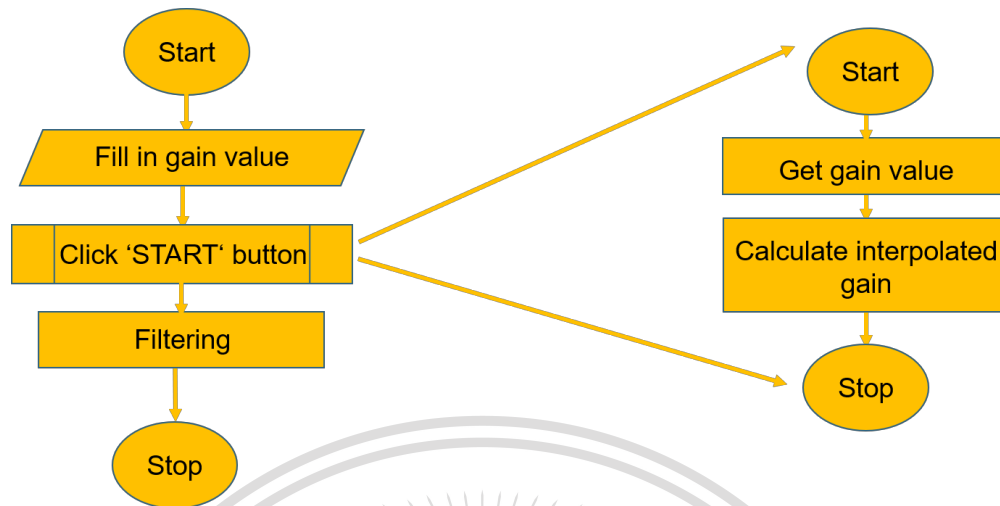 Start
Fill in gain value
Click ‘START‘ button
Filtering
Stop
Start
Get gain value
Calculate interpolated
gain
Stop